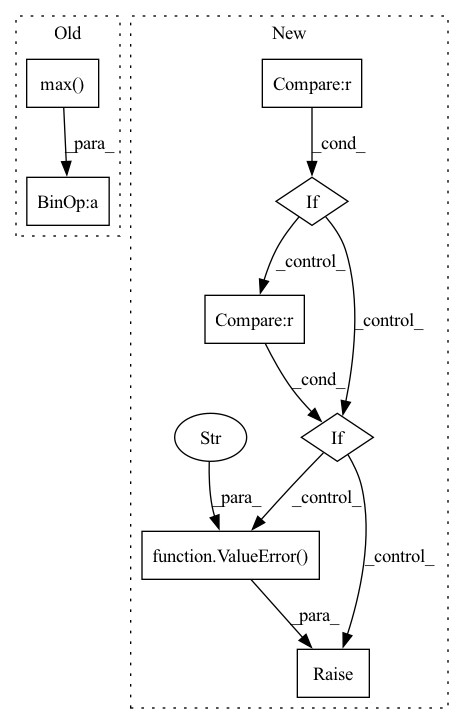 Old
New
max()
Compare:r
_para_
_cond_
BinOp:a
If
_control_
Compare:r
_control_
_cond_
Str
If
_para_
_control_
function.ValueError()
_control_
_para_
Raise